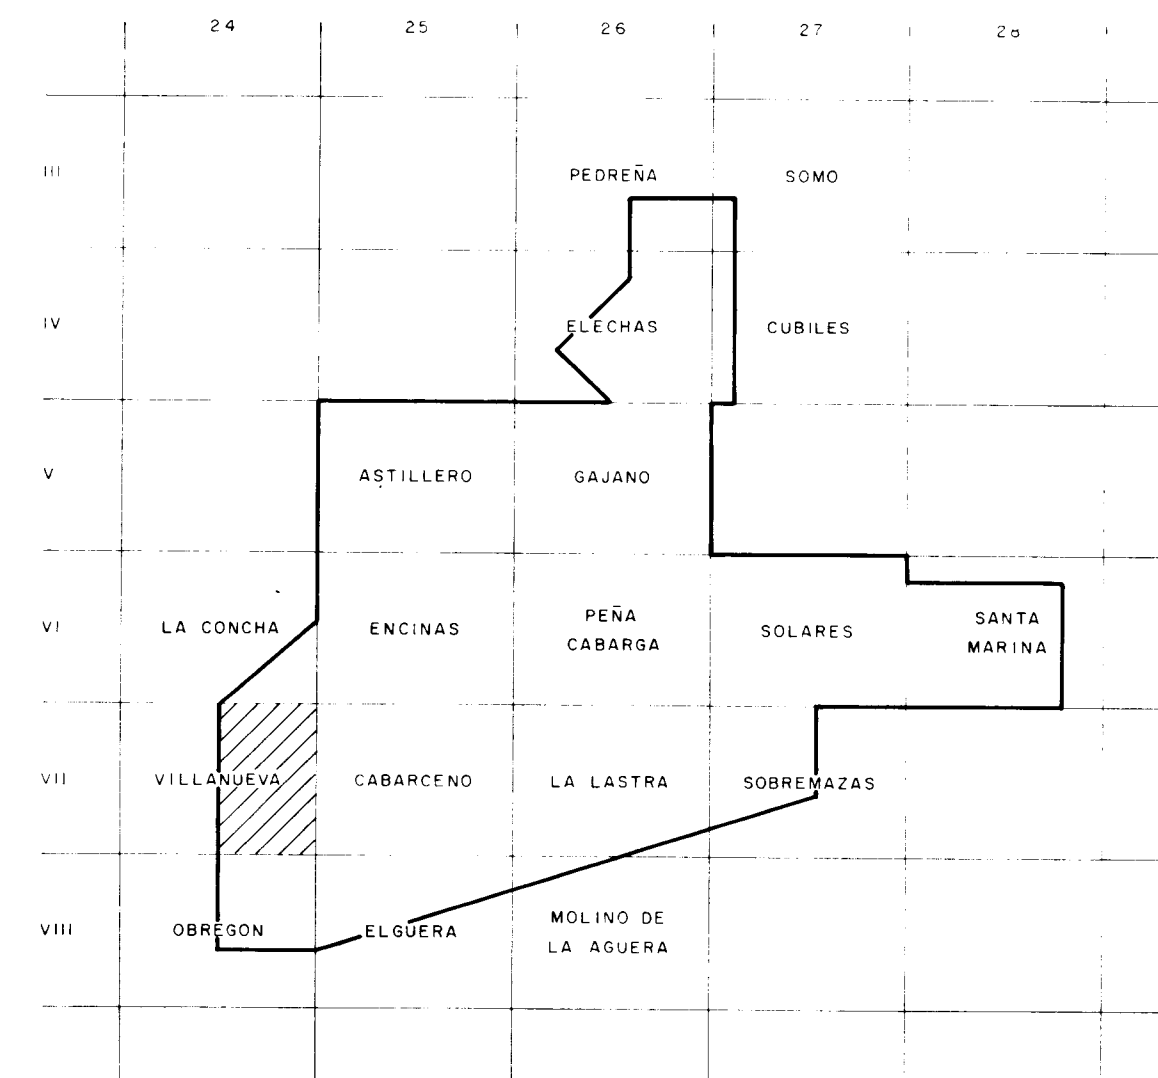 24 25 26 27 28
III PEDREÑA SOMO
IV ELECHAS CUBILES
V ASTILLERO GAJANO
VI LA CONCHA ENCINAS PEÑA CABARGA SOLARES SANTA MARINA
VII VILLANUEVA CABARCENO LA LASTRA SOBREMAZAS
VIII OBREGON ELGUERA MOLINO DE LA AGUERA